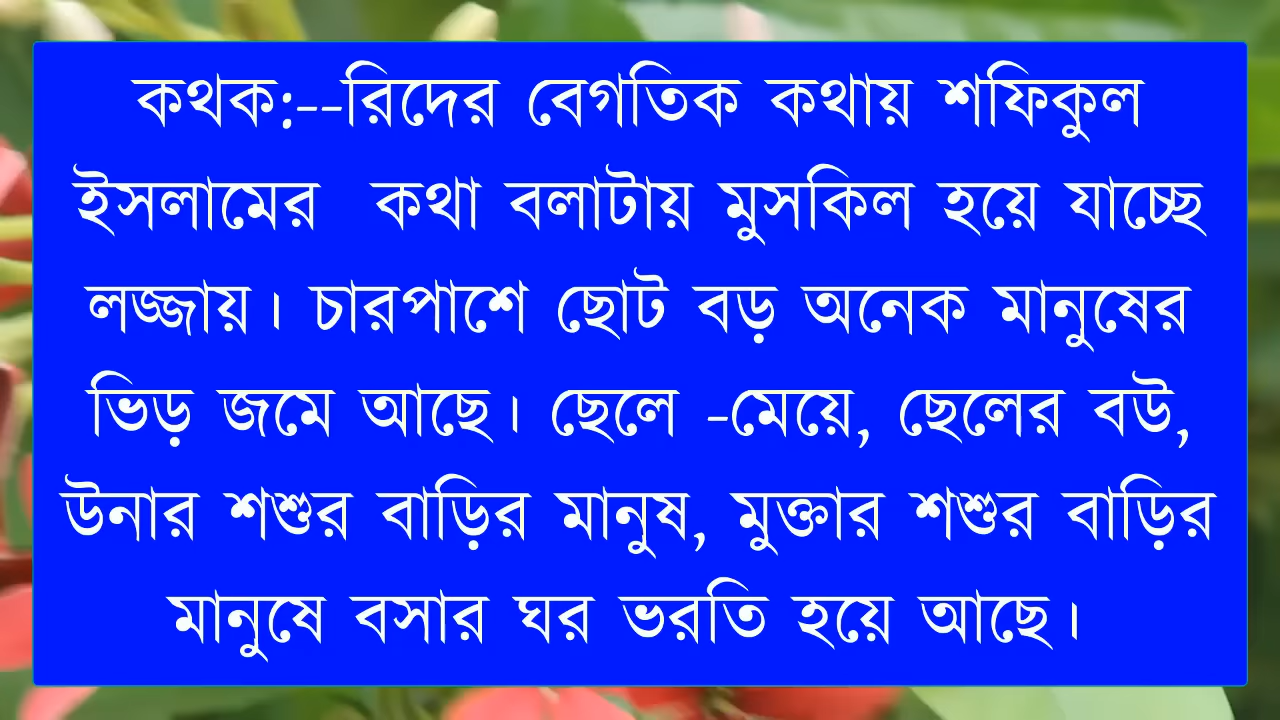 কথক:--রিদের বেগতিক কথায় শফিকুল
ইসলামের কথা বলাটায় মুসকিল হয়ে যাচ্ছে
লজ্জায়। চারপাশে ছোট বড় অনেক মানুষের
ভিড় জমে আছে। ছেলে -মেয়ে, ছেলের বউ,
উনার শশুর বাড়ির মানুষ, মুক্তার শশুর বাড়ির
মানুষে বসার ঘর ভরতি হয়ে আছে।